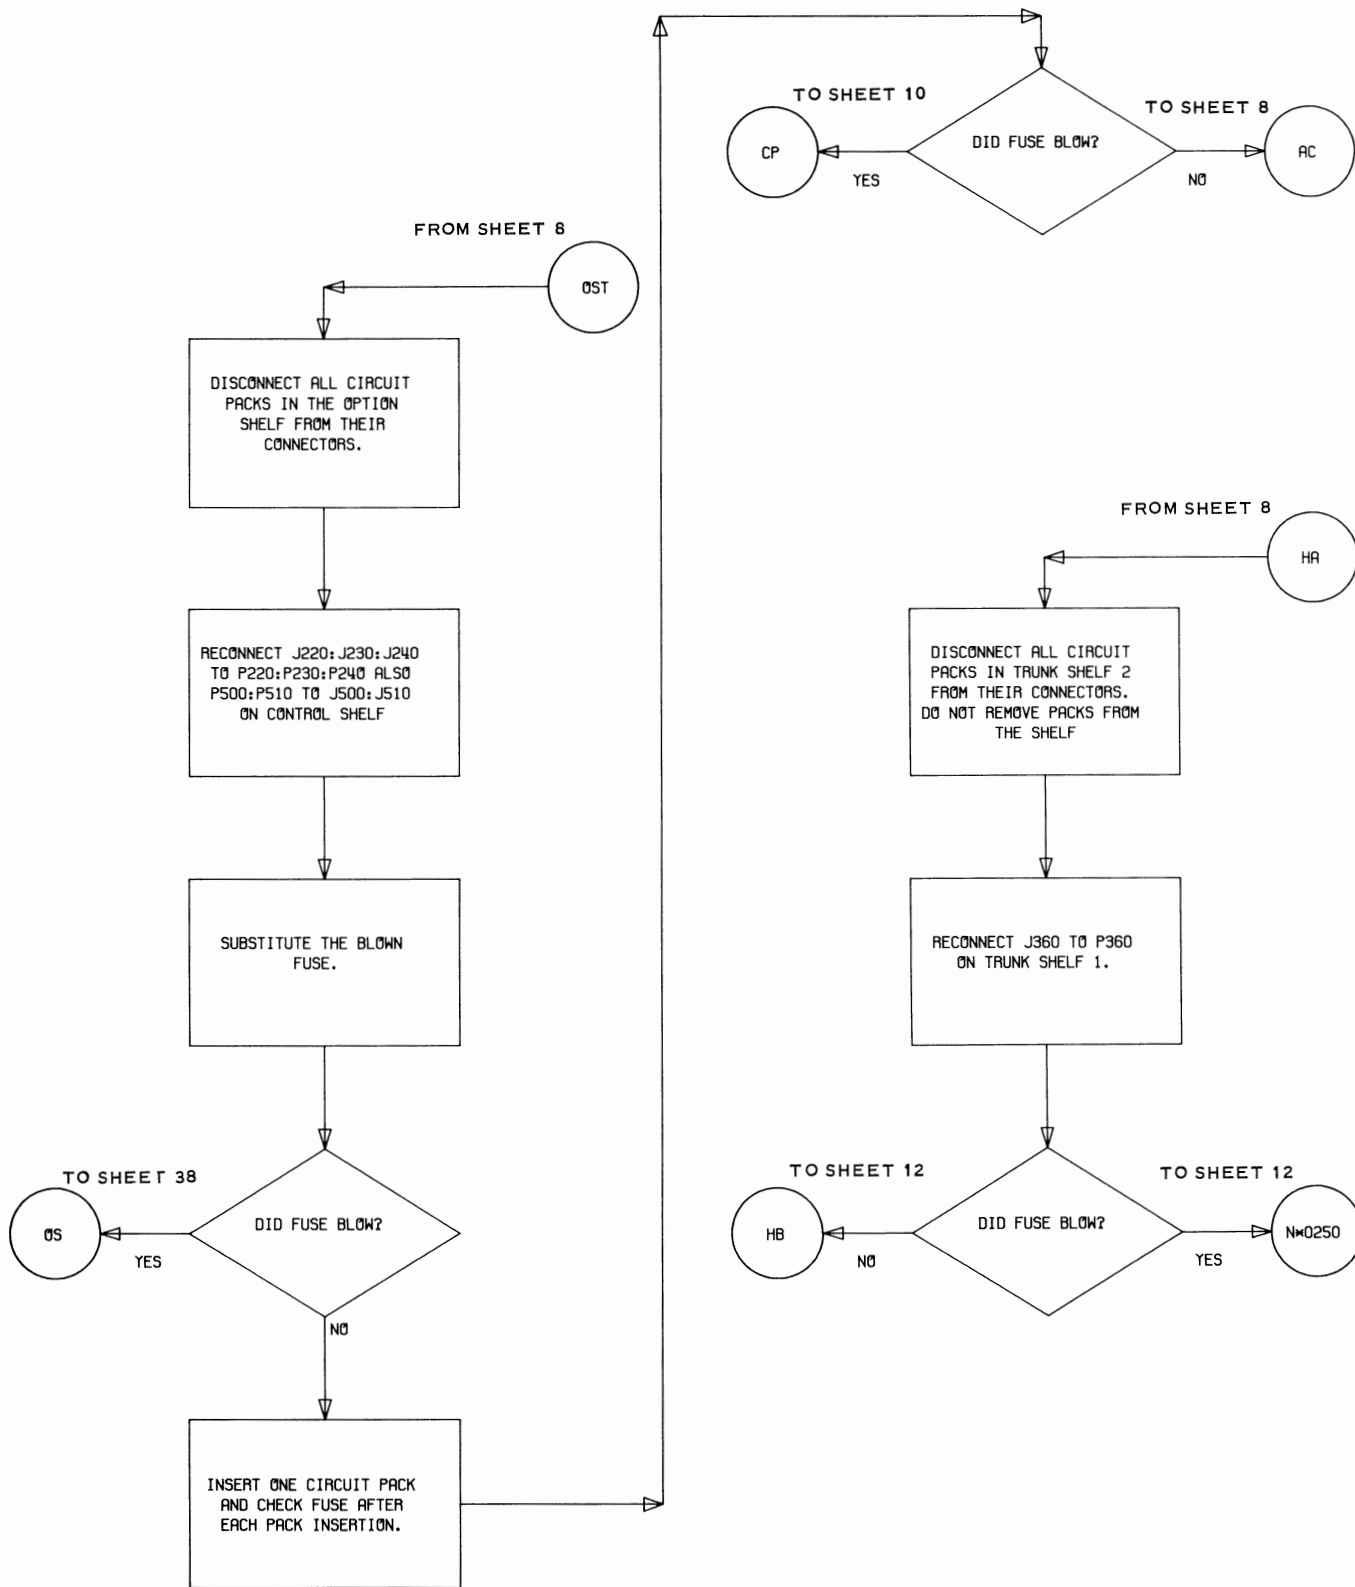 FROM SHEET 8
OST
DISCONNECT ALL CIRCUIT
PACKS IN THE OPTION
SHELF FROM THEIR
CONNECTORS.
RECONNECT J220:J230:J240
TO P220:P230:P240 ALSO
P500:P510 TO J500:J510
ON CONTROL SHELF
SUBSTITUTE THE BLOWN
FUSE.
DID FUSE BLOW?
TO SHEET 38
OS
YES
NO
INSERT ONE CIRCUIT PACK
AND CHECK FUSE AFTER
EACH PACK INSERTION.
TO SHEET 10
CP
YES
DID FUSE BLOW?
TO SHEET 8
AC
NO
FROM SHEET 8
HA
DISCONNECT ALL CIRCUIT
PACKS IN TRUNK SHELF 2
FROM THEIR CONNECTORS.
DO NOT REMOVE PACKS FROM
THE SHELF
RECONNECT J360 TO P360
ON TRUNK SHELF 1.
TO SHEET 12
HB
NO
DID FUSE BLOW?
TO SHEET 12
N*0250
YES